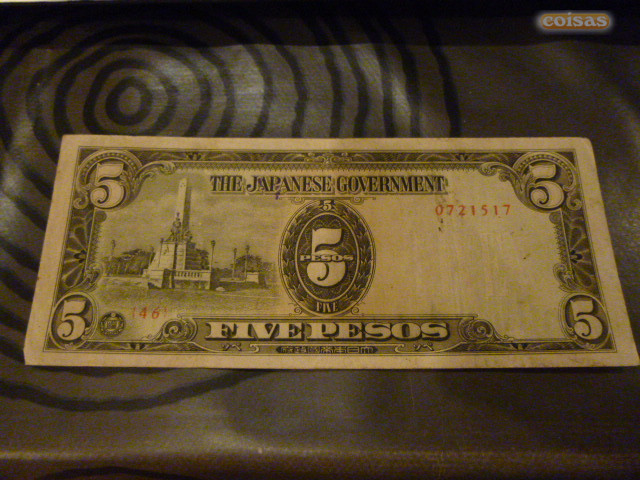 coisas
5
5
THE JAPANESE GOVERNMENT
5
0721517
5
PESOS
FIVE
5
{46}
FIVE PESOS
5